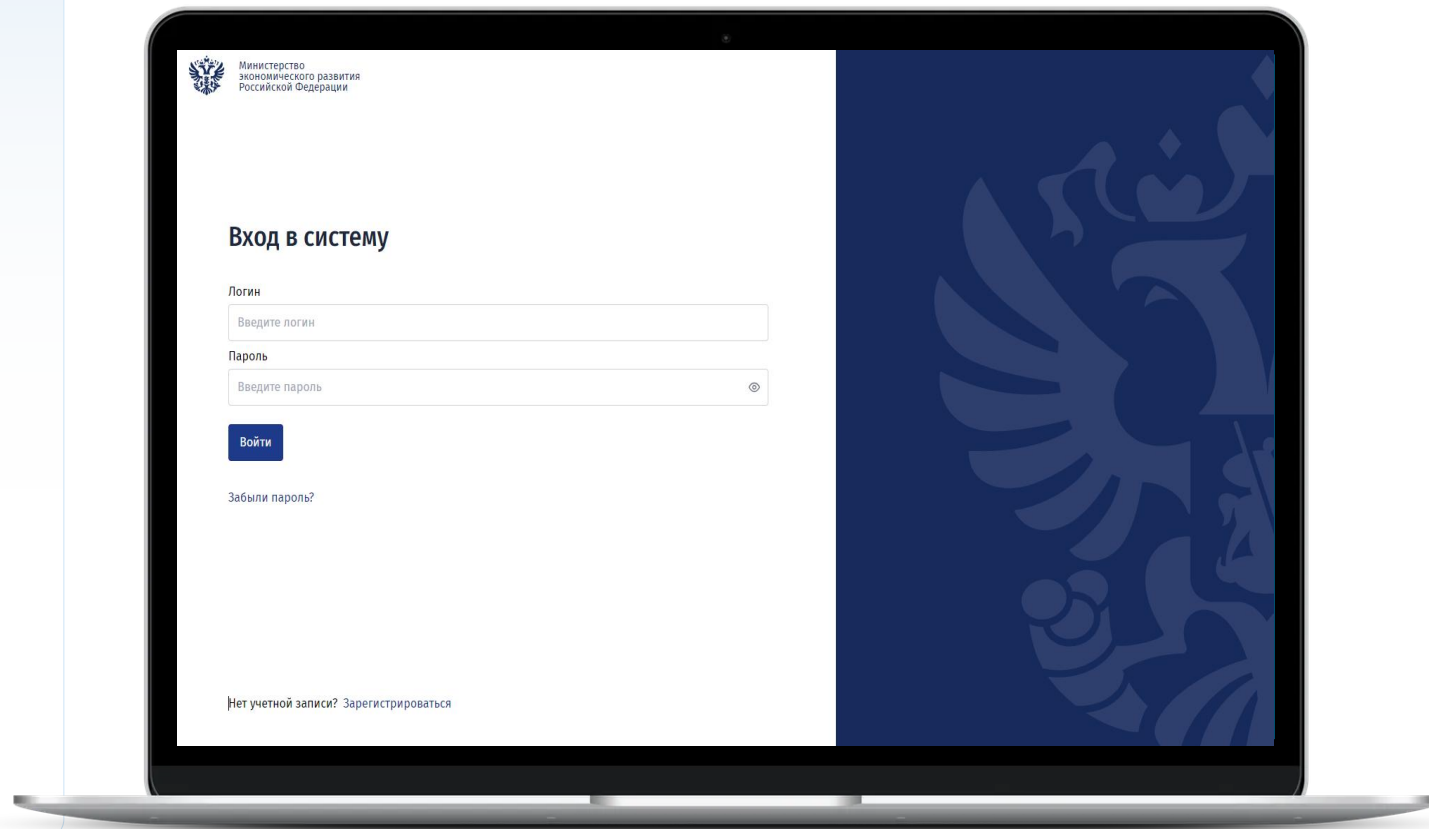 Министерство
экономического развития
Российской Федерации
Вход в систему
Логин
Введите логин
Пароль
Введите пароль
Войти
Забыли пароль?
Нет учетной записи? Зарегистрироваться